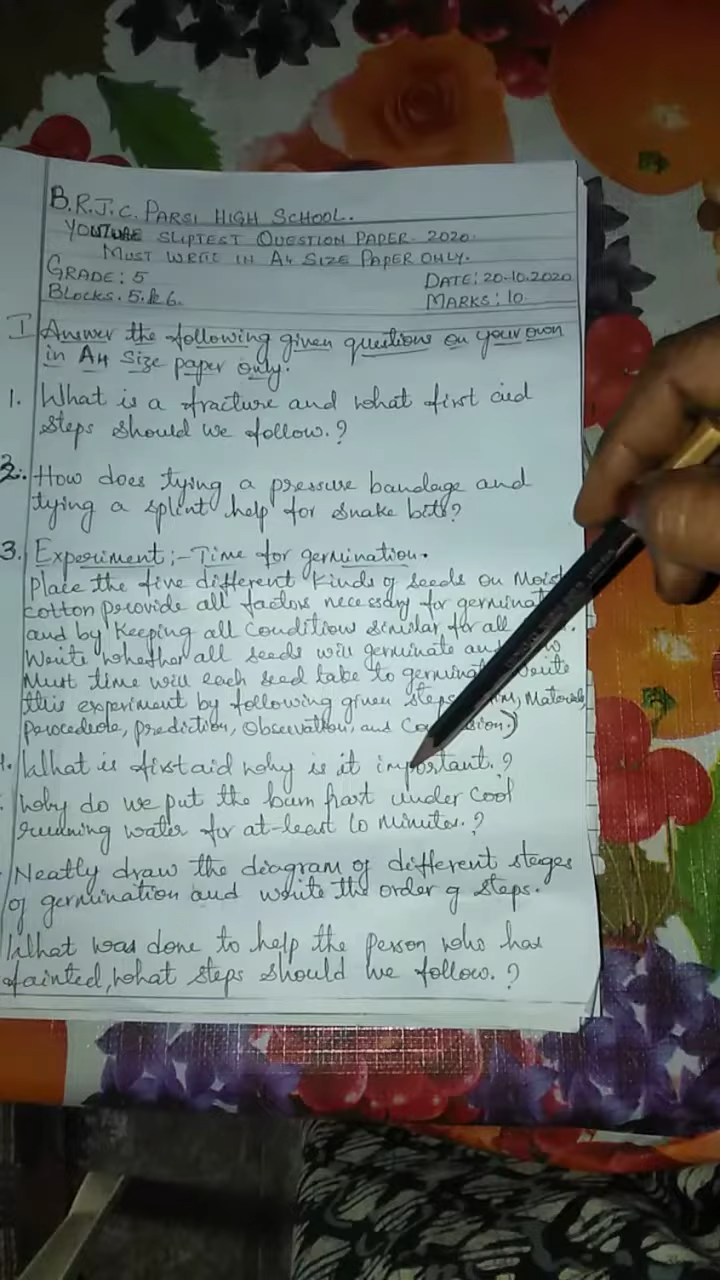 B.R.J.C. PARSI HIGH SCHOOL.
YOUTUBE SLIPTEST QUESTION PAPER. 2020.
MUST WRITE IN A4 SIZE PAPER ONLY.
GRADE: 5 DATE: 20-10.2020
BLOCKS. 5.& 6. MARKS: 10.
I Answer the following given questions on your own
in A4 Size paper only.
1. What is a fracture and what first aid
steps should we follow.?
2. How does tying a pressure bandage and
tying a splint help for snake bite?
3. Experiment:- Time for germination.
Place the five different kinds of seeds on Moist
cotton provide all factors necessary for
and by keeping all condition similar for all
Write whether all seeds will germinate and
Must time will each seed take to Write
this experiment by following given Materials,
Procedeole, prediction, Observation, and
4. What is first aid why is it important.?
Why do we put the burn part under cool
running water for at-least 10 minutes.?
Neatly draw the diagram of different stages
of germination and write the order of steps.
What was done to help the person who has
fainted, what steps should we follow.?